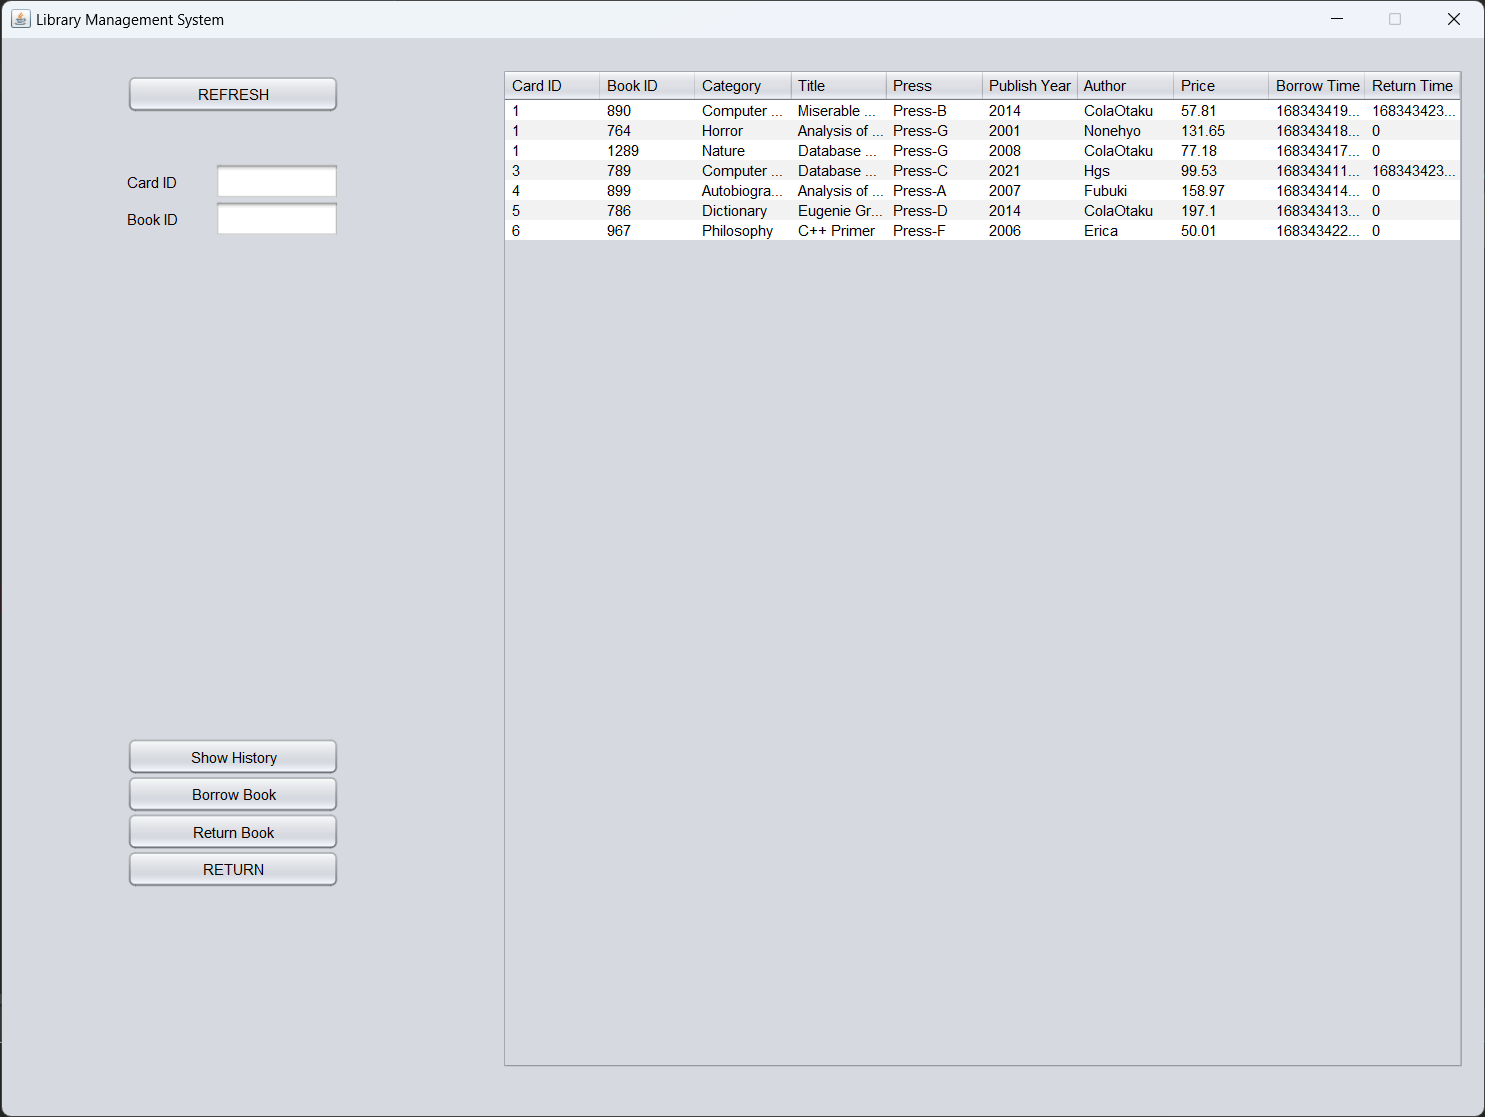 Library Management System
REFRESH
Card ID
Book ID
Show History
Borrow Book
Return Book
RETURN
Card ID Book ID Category Title Press Publish Year Author Price Borrow Time Return Time
1 890 Computer ... Miserable ... Press-B 2014 ColaOtaku 57.81 168343419... 168343423...
1 764 Horror Analysis of ... Press-G 2001 Nonehyo 131.65 168343418... 0
1 1289 Nature Database ... Press-G 2008 ColaOtaku 77.18 168343417... 0
3 789 Computer ... Database ... Press-C 2021 Hgs 99.53 168343411... 168343423...
4 899 Autobiogra... Analysis of ... Press-A 2007 Fubuki 158.97 168343414... 0
5 786 Dictionary Eugenie Gr... Press-D 2014 ColaOtaku 197.1 168343413... 0
6 967 Philosophy C++ Primer Press-F 2006 Erica 50.01 168343422... 0